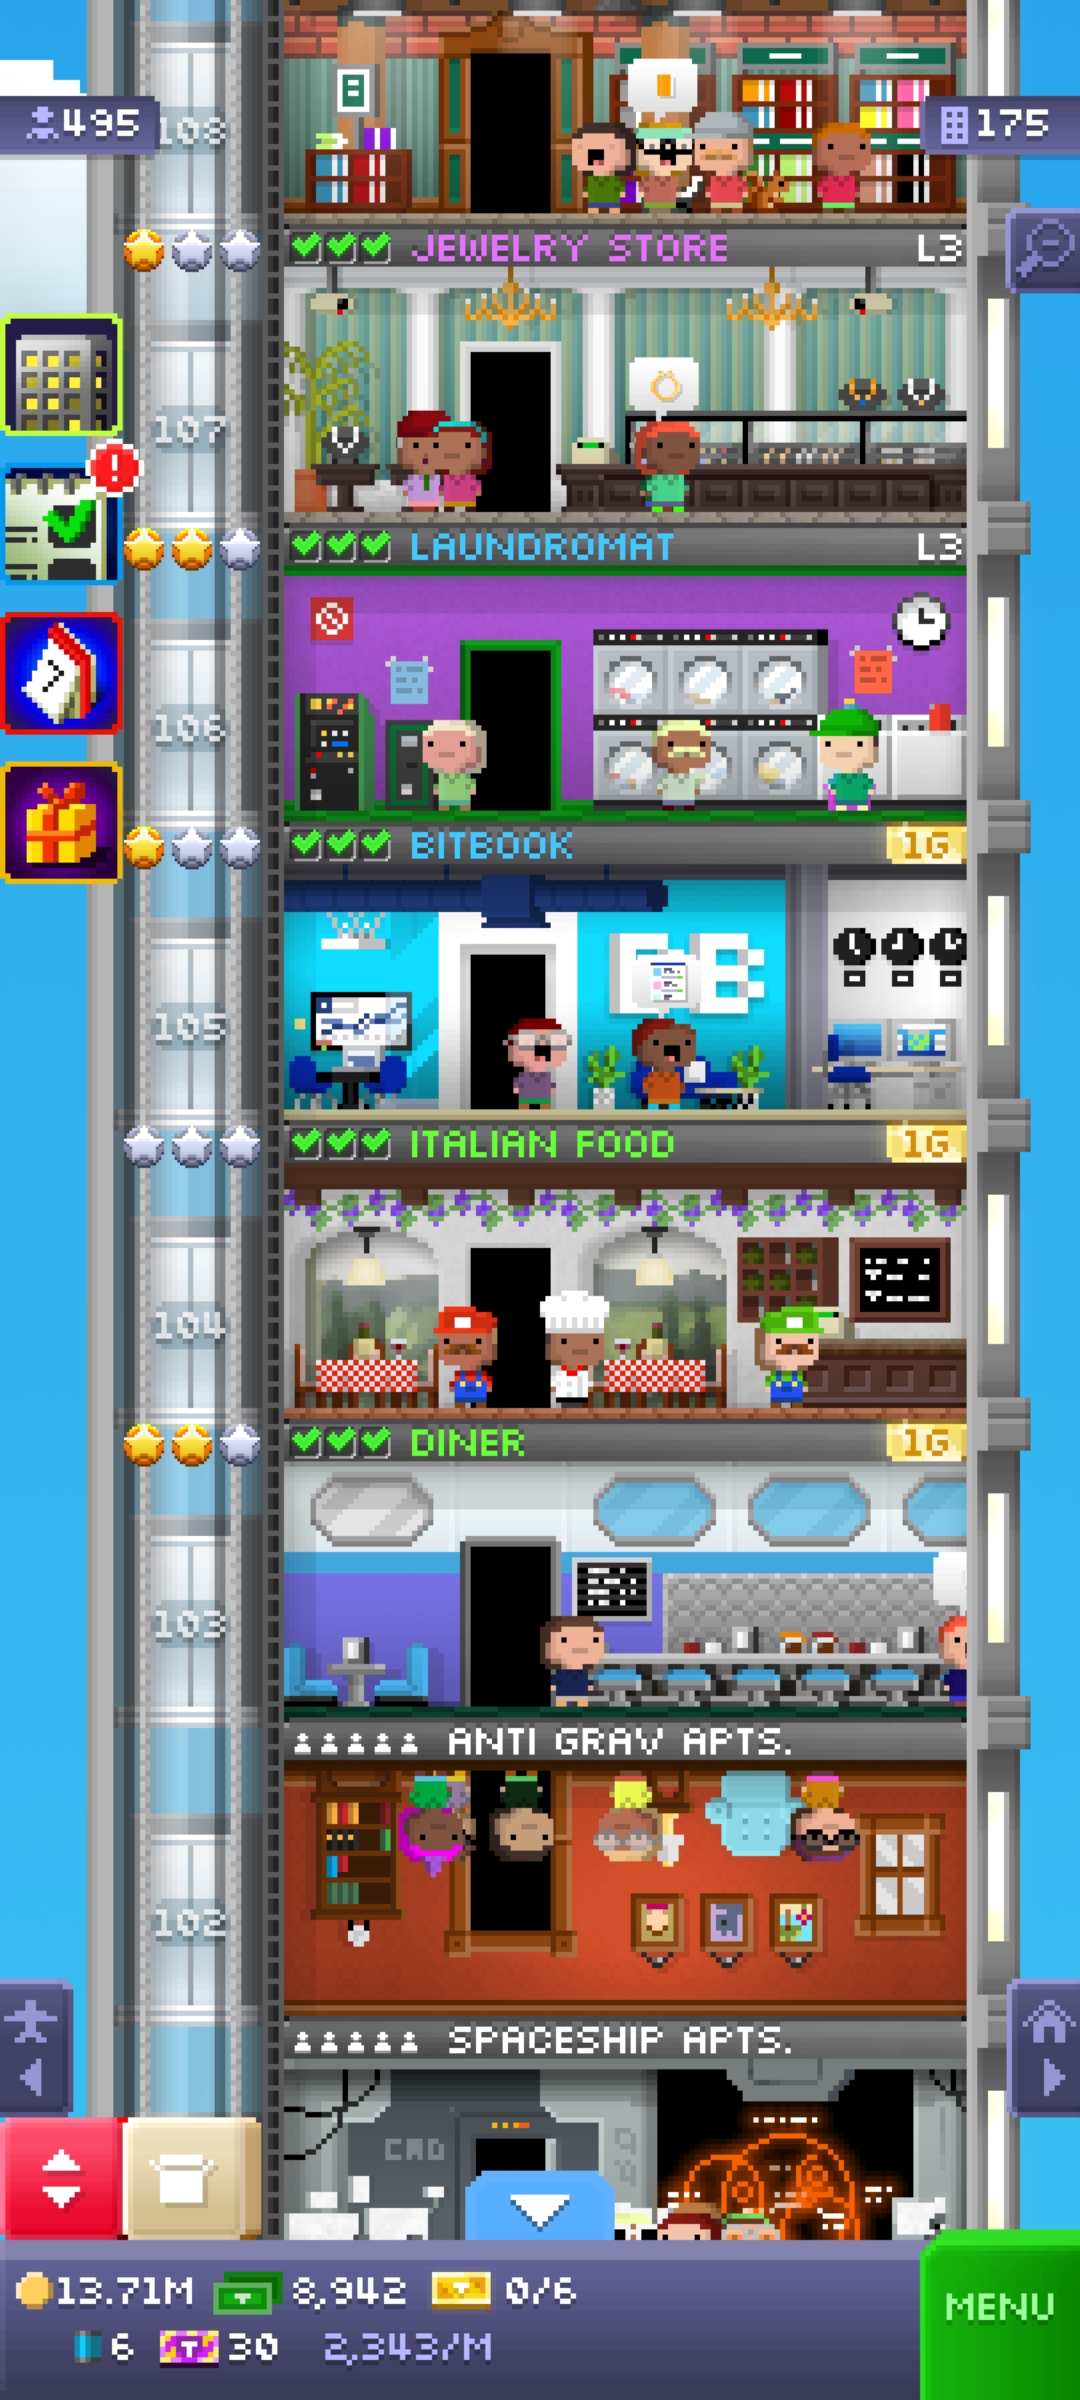 495
108
175
JEWELRY STORE
L3
107
LAUNDROMAT
L3
106
BITBOOK
1G
B
105
ITALIAN FOOD
1G
104
DINER
1G
103
ANTI GRAV APTS.
102
SPACESHIP APTS.
CAD
13.71M
8,942
0/6
MENU
6
30
2,343/M